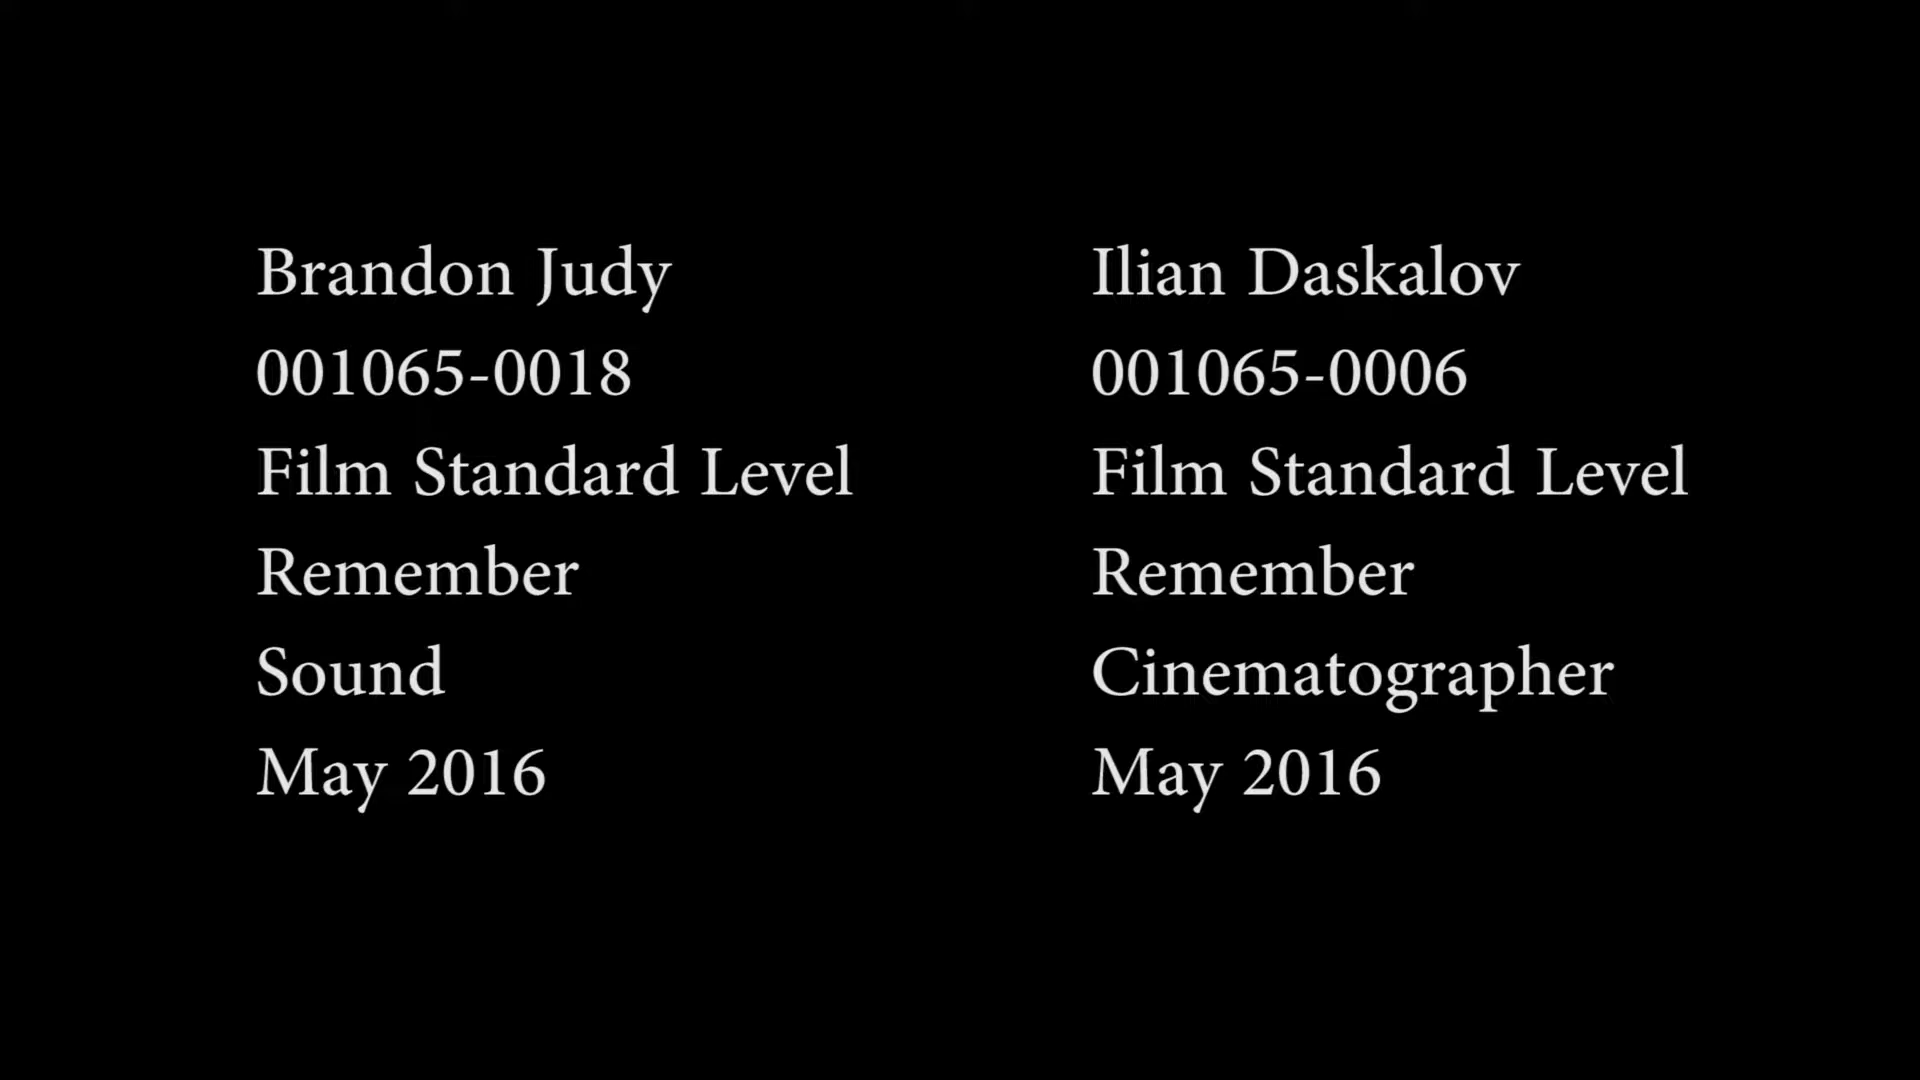 Brandon Judy
001065-0018
Film Standard Level
Remember
Sound
May 2016
Ilian Daskalov
001065-0006
Film Standard Level
Remember
Cinematographer
May 2016